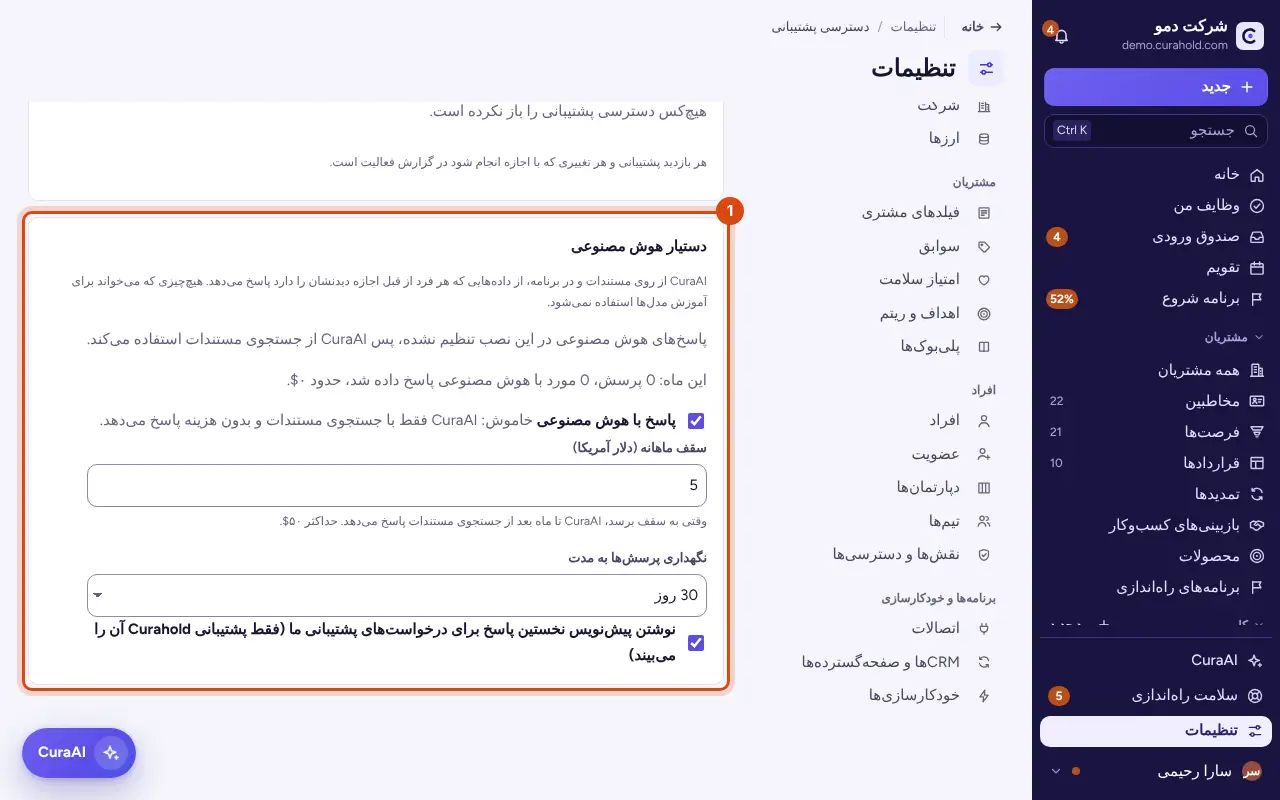 شرکت دمو
demo.curahold.com
4
+ جدید
جستجو
Ctrl K
خانه
وظایف من
صندوق ورودی
4
تقویم
برنامه شروع
52%
مشتریان
همه مشتریان
مخاطبین
22
فرصت‌ها
21
قراردادها
10
تمدیدها
بازبینی‌های کسب‌وکار
محصولات
برنامه‌های راه‌اندازی
CuraAI
سلامت راه‌اندازی
5
تنظیمات
سر
سارا رحیمی
خانه
تنظیمات / دسترسی پشتیبانی
تنظیمات
شرکت
ارزها
مشتریان
فیلدهای مشتری
سوابق
امتیاز سلامت
اهداف و ریتم
پلی‌بوک‌ها
افراد
افراد
عضویت
دپارتمان‌ها
تیم‌ها
نقش‌ها و دسترسی‌ها
برنامه‌ها و خودکارسازی
اتصالات
CRMها و صفحه‌گسترده‌ها
خودکارسازی‌ها
هیچ‌کس دسترسی پشتیبانی را باز نکرده است.
هر بازدید پشتیبانی و هر تغییری که با اجازه انجام شود در گزارش فعالیت است.
1
دستیار هوش مصنوعی
CuraAI از روی مستندات و در برنامه، از داده‌هایی که هر فرد از قبل اجازه دیدنشان را دارد پاسخ می‌دهد. هیچ‌چیزی که می‌خواند برای
آموزش مدل‌ها استفاده نمی‌شود.
پاسخ‌های هوش مصنوعی در این نصب تنظیم نشده، پس CuraAI از جستجوی مستندات استفاده می‌کند.
این ماه: 0 پرسش، 0 مورد با هوش مصنوعی پاسخ داده شد، حدود ۰$.
پاسخ با هوش مصنوعی خاموش: CuraAI فقط با جستجوی مستندات و بدون هزینه پاسخ می‌دهد.
سقف ماهانه (دلار آمریکا)
5
وقتی به سقف برسد، CuraAI تا ماه بعد از جستجوی مستندات پاسخ می‌دهد. حداکثر ۵۰$.
نگهداری پرسش‌ها به مدت
30 روز
نوشتن پیش‌نویس نخستین پاسخ برای درخواست‌های پشتیبانی ما (فقط پشتیبانی Curahold آن را
می‌بیند)
CuraAI